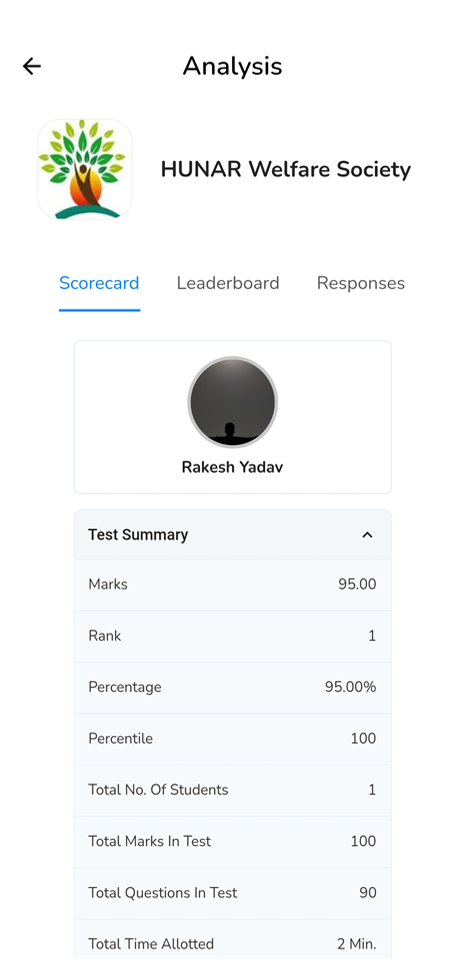 Analysis
HUNAR Welfare Society
Scorecard Leaderboard Responses
Rakesh Yadav
Test Summary
Marks 95.00
Rank 1
Percentage 95.00%
Percentile 100
Total No. Of Students 1
Total Marks In Test 100
Total Questions In Test 90
Total Time Allotted 2 Min.